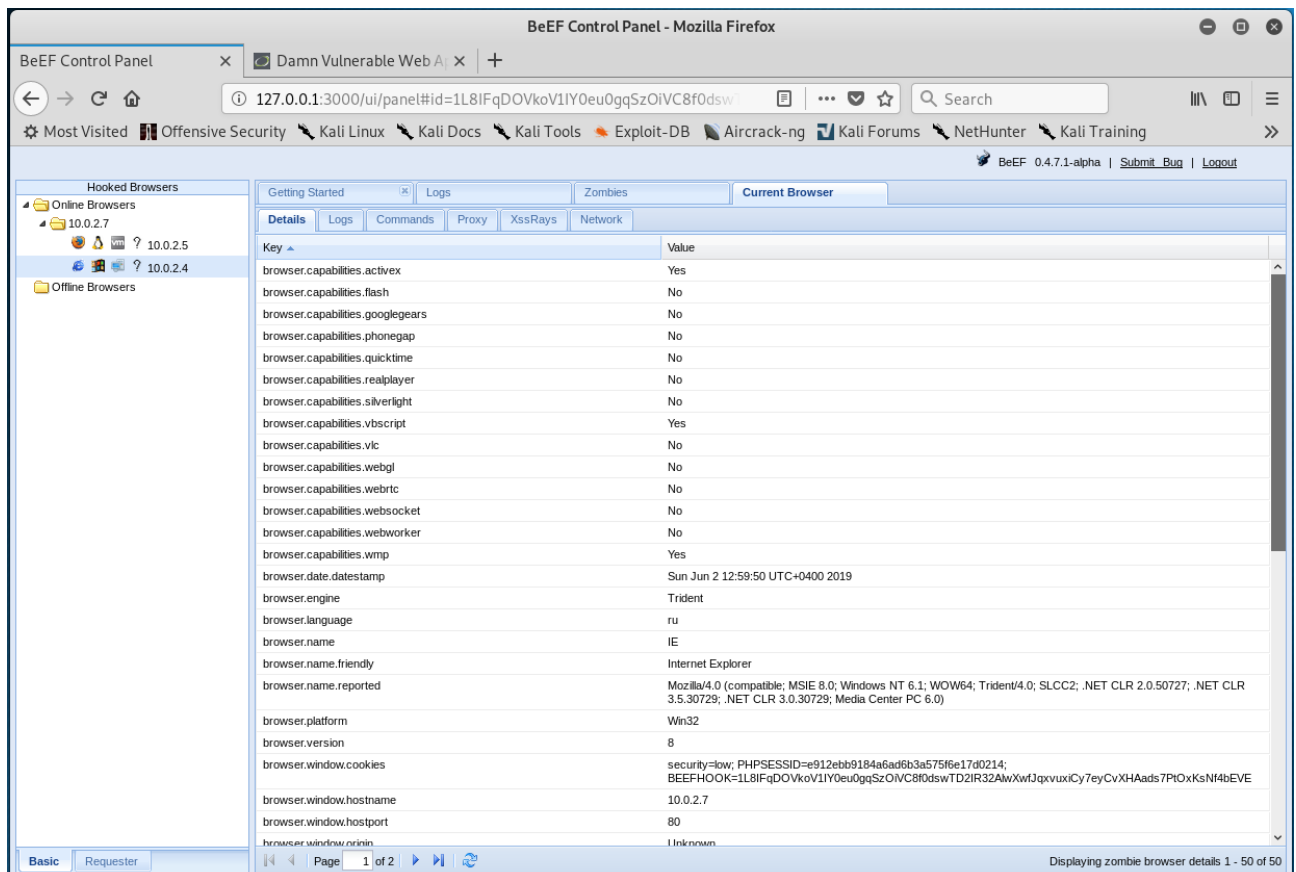 BeEF Control Panel - Mozilla Firefox
BeEF Control Panel
Damn Vulnerable Web A
127.0.0.1:3000/ui/panel#id=1L8IFqDOVkoV1IY0eu0gqSzOiVC8f0dsw
Search
Most Visited Offensive Security Kali Linux Kali Docs Kali Tools Exploit-DB Aircrack-ng Kali Forums NetHunter Kali Training
BeEF 0.4.7.1-alpha | Submit Bug | Logout
Hooked Browsers
Online Browsers
10.0.2.7
? 10.0.2.5
? 10.0.2.4
Offline Browsers
Getting Started Logs Zombies Current Browser
Details Logs Commands Proxy XssRays Network
Key Value
browser.capabilities.activex Yes
browser.capabilities.flash No
browser.capabilities.googlegears No
browser.capabilities.phonegap No
browser.capabilities.quicktime No
browser.capabilities.realplayer No
browser.capabilities.silverlight No
browser.capabilities.vbscript Yes
browser.capabilities.vlc No
browser.capabilities.webgl No
browser.capabilities.webrtc No
browser.capabilities.websocket No
browser.capabilities.webworker No
browser.capabilities.wmp Yes
browser.date.datestamp Sun Jun 2 12:59:50 UTC+0400 2019
browser.engine Trident
browser.language ru
browser.name IE
browser.name.friendly Internet Explorer
browser.name.reported Mozilla/4.0 (compatible; MSIE 8.0; Windows NT 6.1; WOW64; Trident/4.0; SLCC2; .NET CLR 2.0.50727; .NET CLR
3.5.30729; .NET CLR 3.0.30729; Media Center PC 6.0)
browser.platform Win32
browser.version 8
browser.window.cookies security=low; PHPSESSID=e912ebb9184a6ad6b3a575f6e17d0214;
BEEFHOOK=1L8IFqDOVkoV1IY0eu0gqSzOiVC8f0dswTD2IR32AlwXwfJqxvuxiCy7eyCvXHAads7PtOxKsNf4bEVE
browser.window.hostname 10.0.2.7
browser.window.hostport 80
browser.window.origin Unknown
Basic Requester
Page 1 of 2
Displaying zombie browser details 1 - 50 of 50